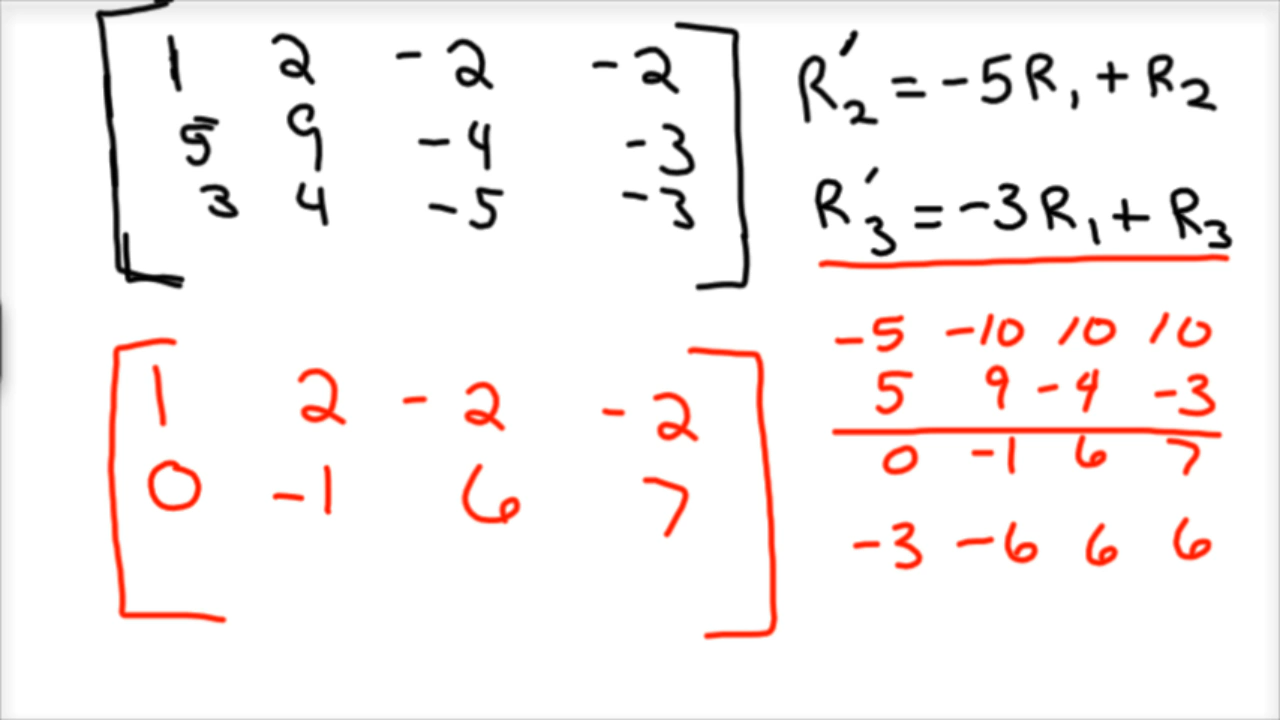 1 2 -2 -2
5 9 -4 -3
3 4 -5 -3
R₂′ = -5R₁ + R₂
R₃′ = -3R₁ + R₃
1 2 -2 -2
0 -1 6 7
-5 -10 10 10
5 9 -4 -3
0 -1 6 7
-3 -6 6 6